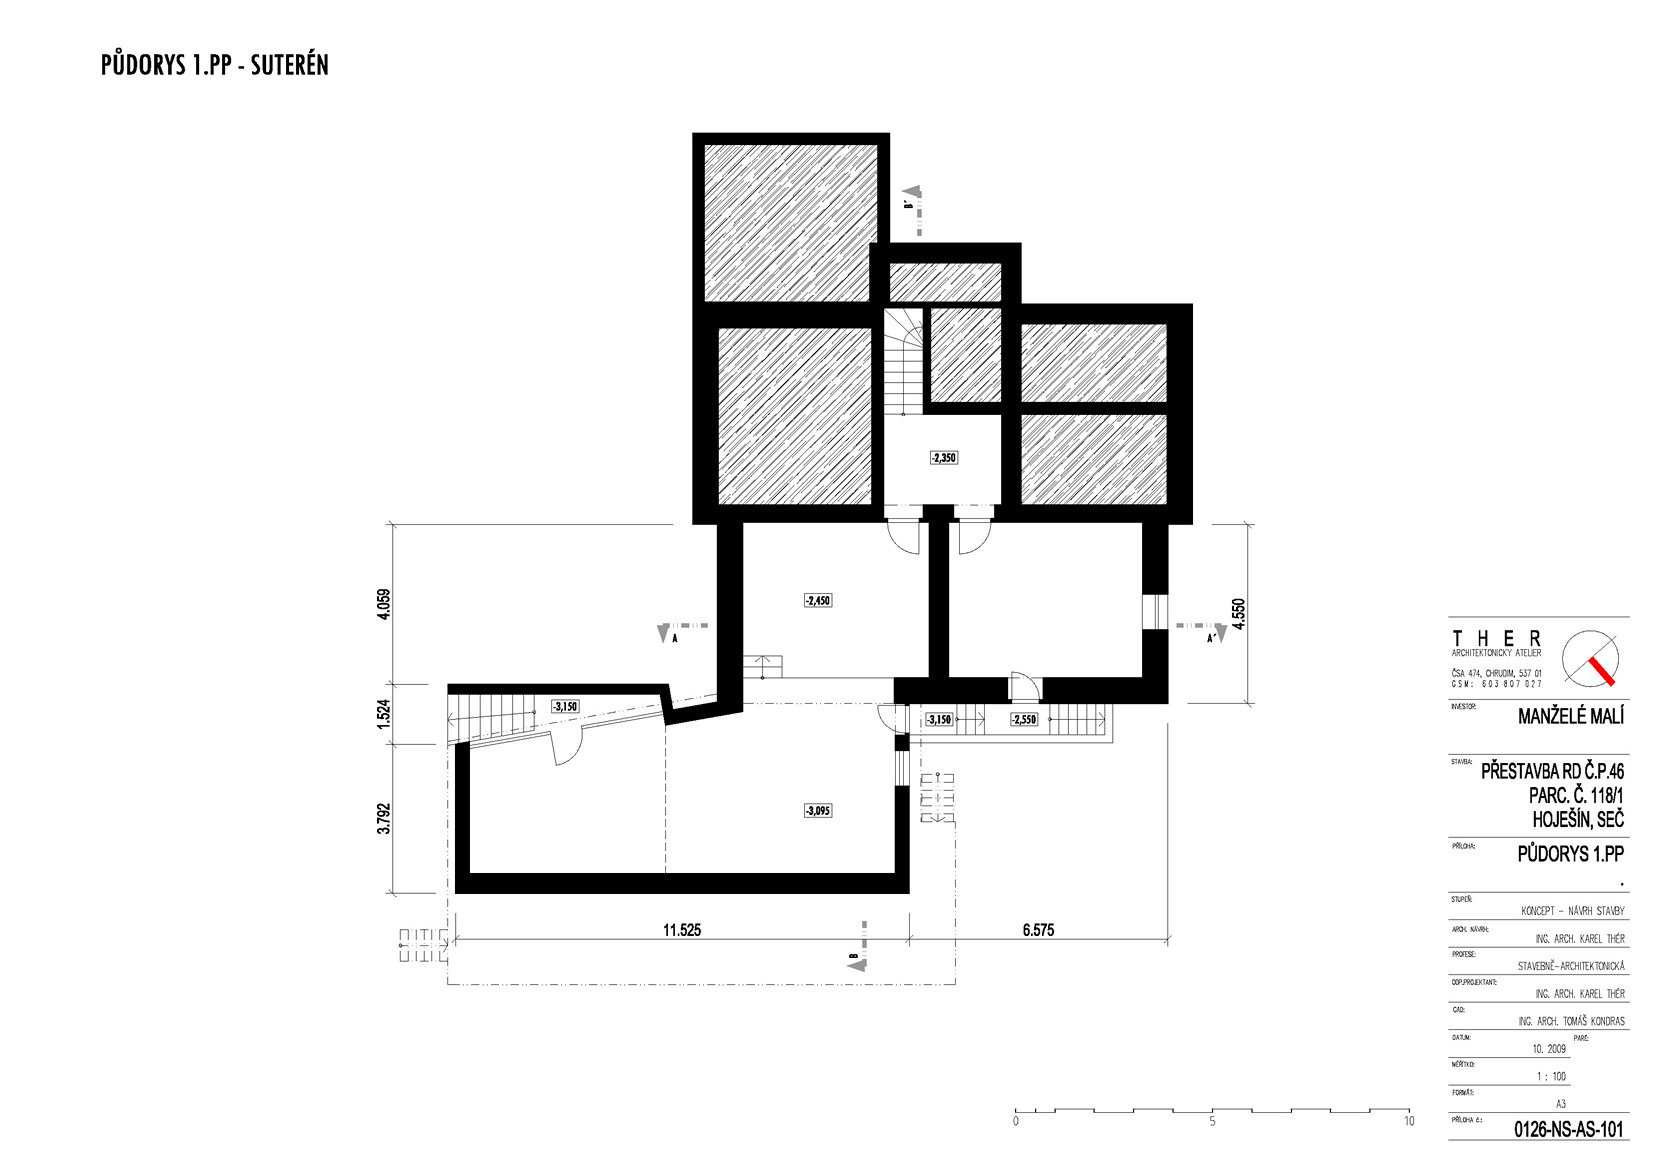 PŮDORYS 1.PP - SUTERÉN
B´
-2,350
4.059
-2,450
A
A´
4.550
1.524
-3,150
-3,150
-2,550
3.792
-3,095
11.525
6.575
B
0
5
10
THER
ARCHITEKTONICKÝ ATELIER
ČSA 474, CHRUDIM, 537 01
GSM: 603 807 027
INVESTOR:
MANŽELÉ MALÍ
STAVBA:
PŘESTAVBA RD Č.P.46
PARC. Č. 118/1
HOJEŠÍN, SEČ
PŘÍLOHA:
PŮDORYS 1.PP
.
STUPEŇ:
KONCEPT – NÁVRH STAVBY
ARCH. NÁVRH:
ING. ARCH. KAREL THÉR
PROFESE:
STAVEBNĚ–ARCHITEKTONICKÁ
ODP.PROJEKTANT:
ING. ARCH. KAREL THÉR
CAD:
ING. ARCH. TOMÁŠ KONDRAS
DATUM:
PARÉ:
10. 2009
MĚŘÍTKO:
1 : 100
FORMÁT:
A3
PŘÍLOHA č.:
0126-NS-AS-101